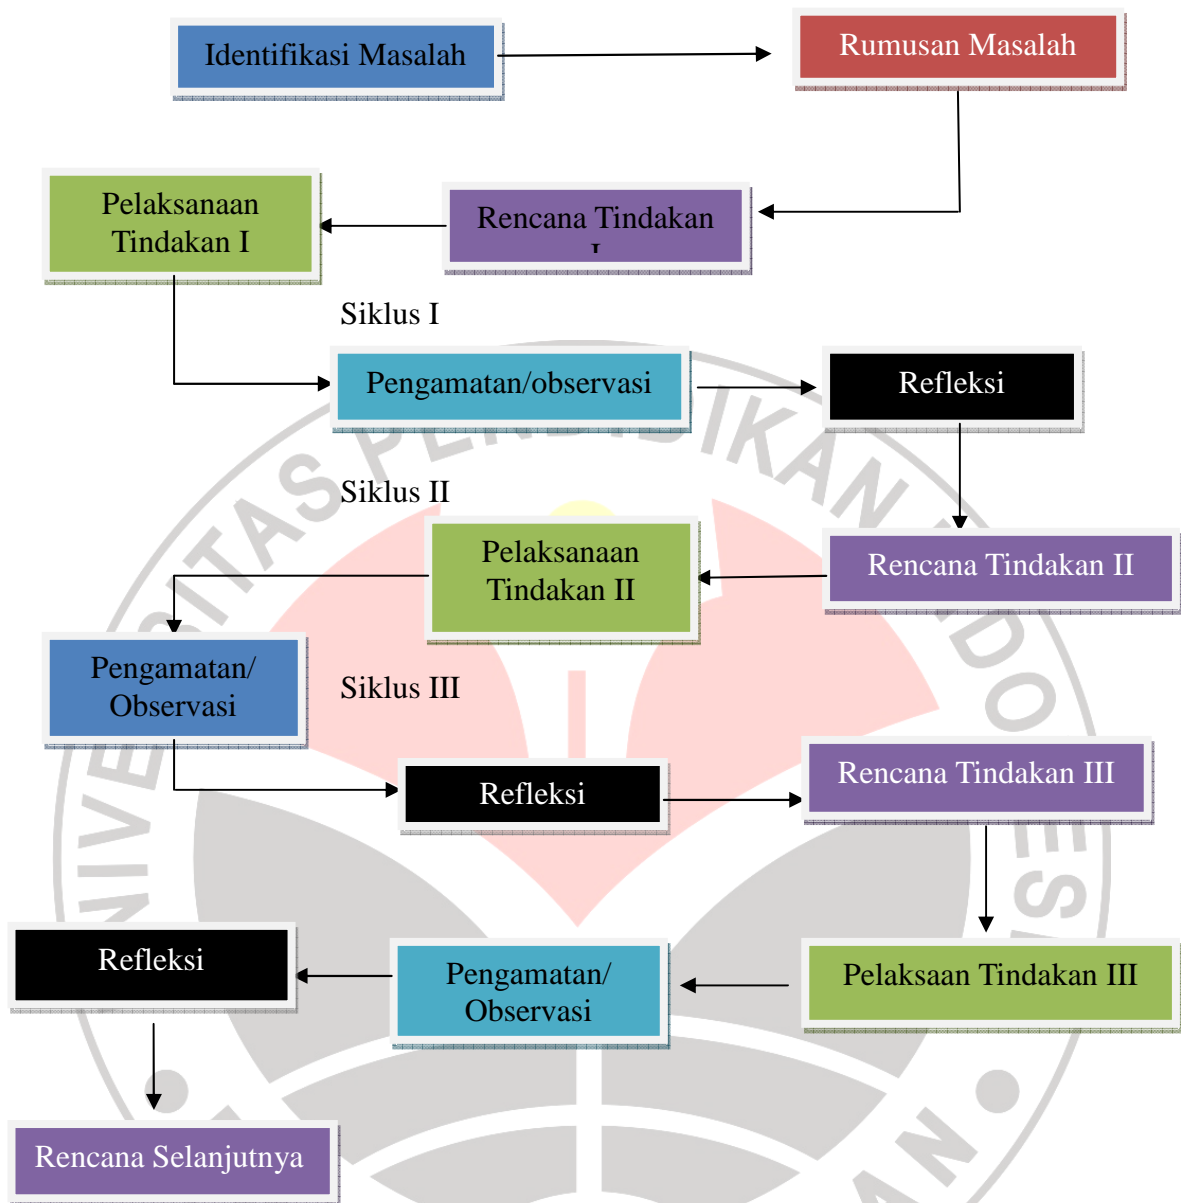 Identifikasi Masalah
Rumusan Masalah
Pelaksanaan
Tindakan I
Rencana Tindakan
I
Siklus I
Pengamatan/observasi
Refleksi
Siklus II
Pelaksanaan
Tindakan II
Rencana Tindakan II
Pengamatan/
Observasi
Siklus III
Refleksi
Rencana Tindakan III
Refleksi
Pengamatan/
Observasi
Pelaksaan Tindakan III
Rencana Selanjutnya